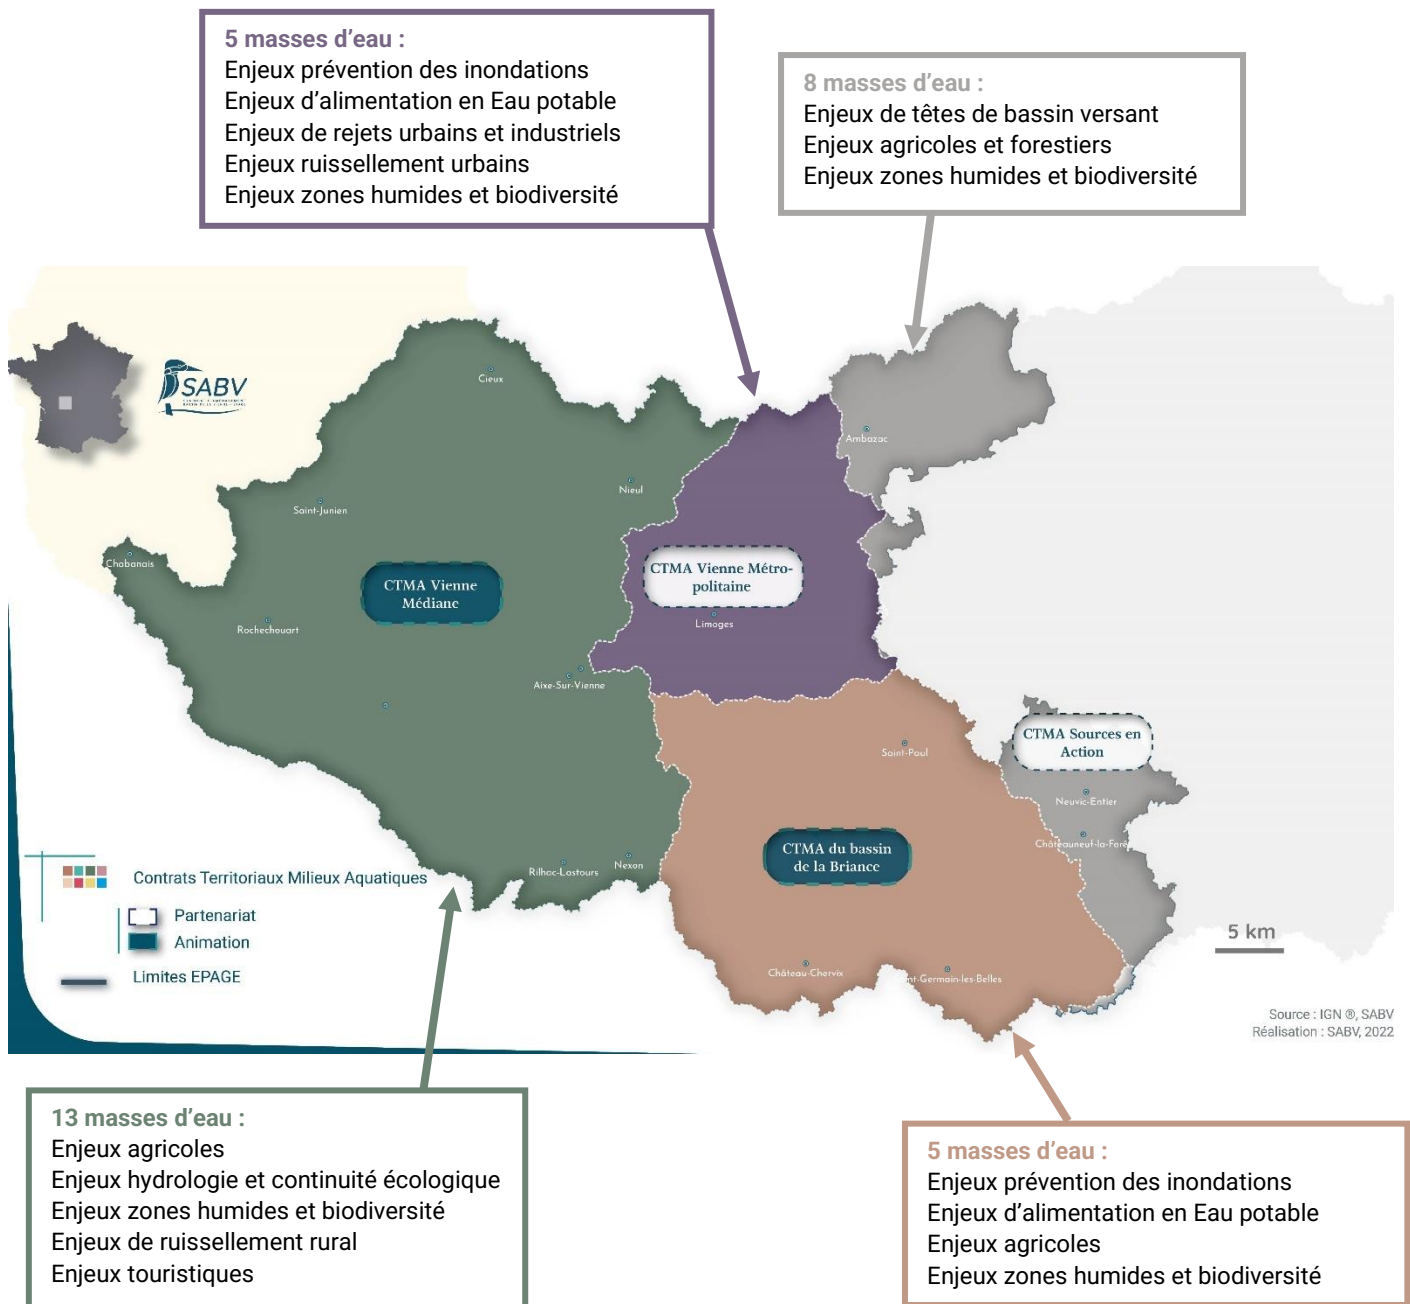 5 masses d’eau :
Enjeux prévention des inondations
Enjeux d’alimentation en Eau potable
Enjeux de rejets urbains et industriels
Enjeux ruissellement urbains
Enjeux zones humides et biodiversité
8 masses d’eau :
Enjeux de têtes de bassin versant
Enjeux agricoles et forestiers
Enjeux zones humides et biodiversité
SABV
Cieux
Ambazac
Nieul
Saint-Junien
Chabanais
CTMA Vienne
Médiane
CTMA Vienne Métro-
politaine
Limoges
Rochechouart
Aixe-Sur-Vienne
Saint-Paul
CTMA Sources en
Action
Neuvic-Entier
Châteauneuf-la-Forê
CTMA du bassin
de la Briance
Rilhac-Lastours
Nexon
Château-Chervix
nt-Germain-les-Belles
Contrats Territoriaux Milieux Aquatiques
Partenariat
Animation
Limites EPAGE
5 km
Source : IGN ®, SABV
Réalisation : SABV, 2022
13 masses d’eau :
Enjeux agricoles
Enjeux hydrologie et continuité écologique
Enjeux zones humides et biodiversité
Enjeux de ruissellement rural
Enjeux touristiques
5 masses d’eau :
Enjeux prévention des inondations
Enjeux d’alimentation en Eau potable
Enjeux agricoles
Enjeux zones humides et biodiversité